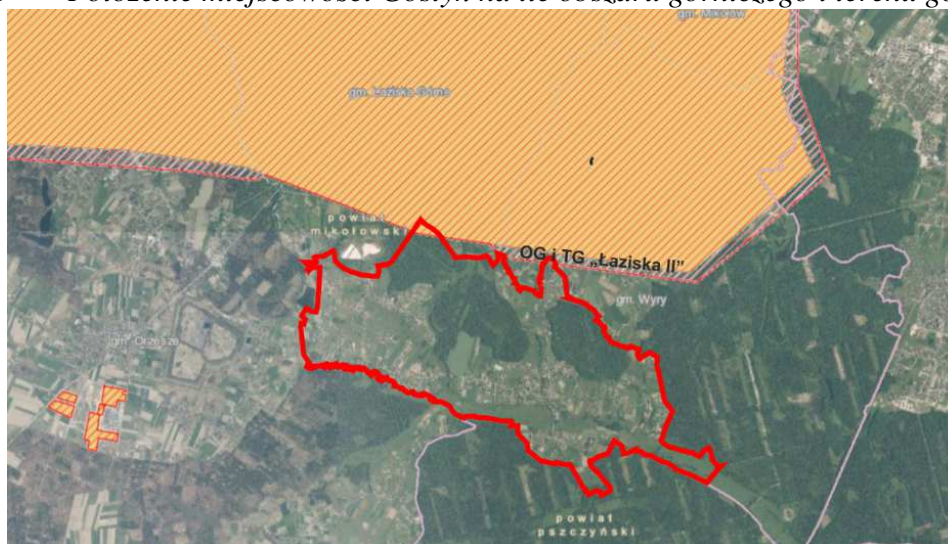 Położenie miejscowości Gostyń na tle obszaru górniczego i terenu gó
gm. Mikołów
gm. Łaziska Górne
powiat
mikołowski
OG i TG „Łaziska II”
gm. Wyry
gm. Orzesze
powiat
pszczyński